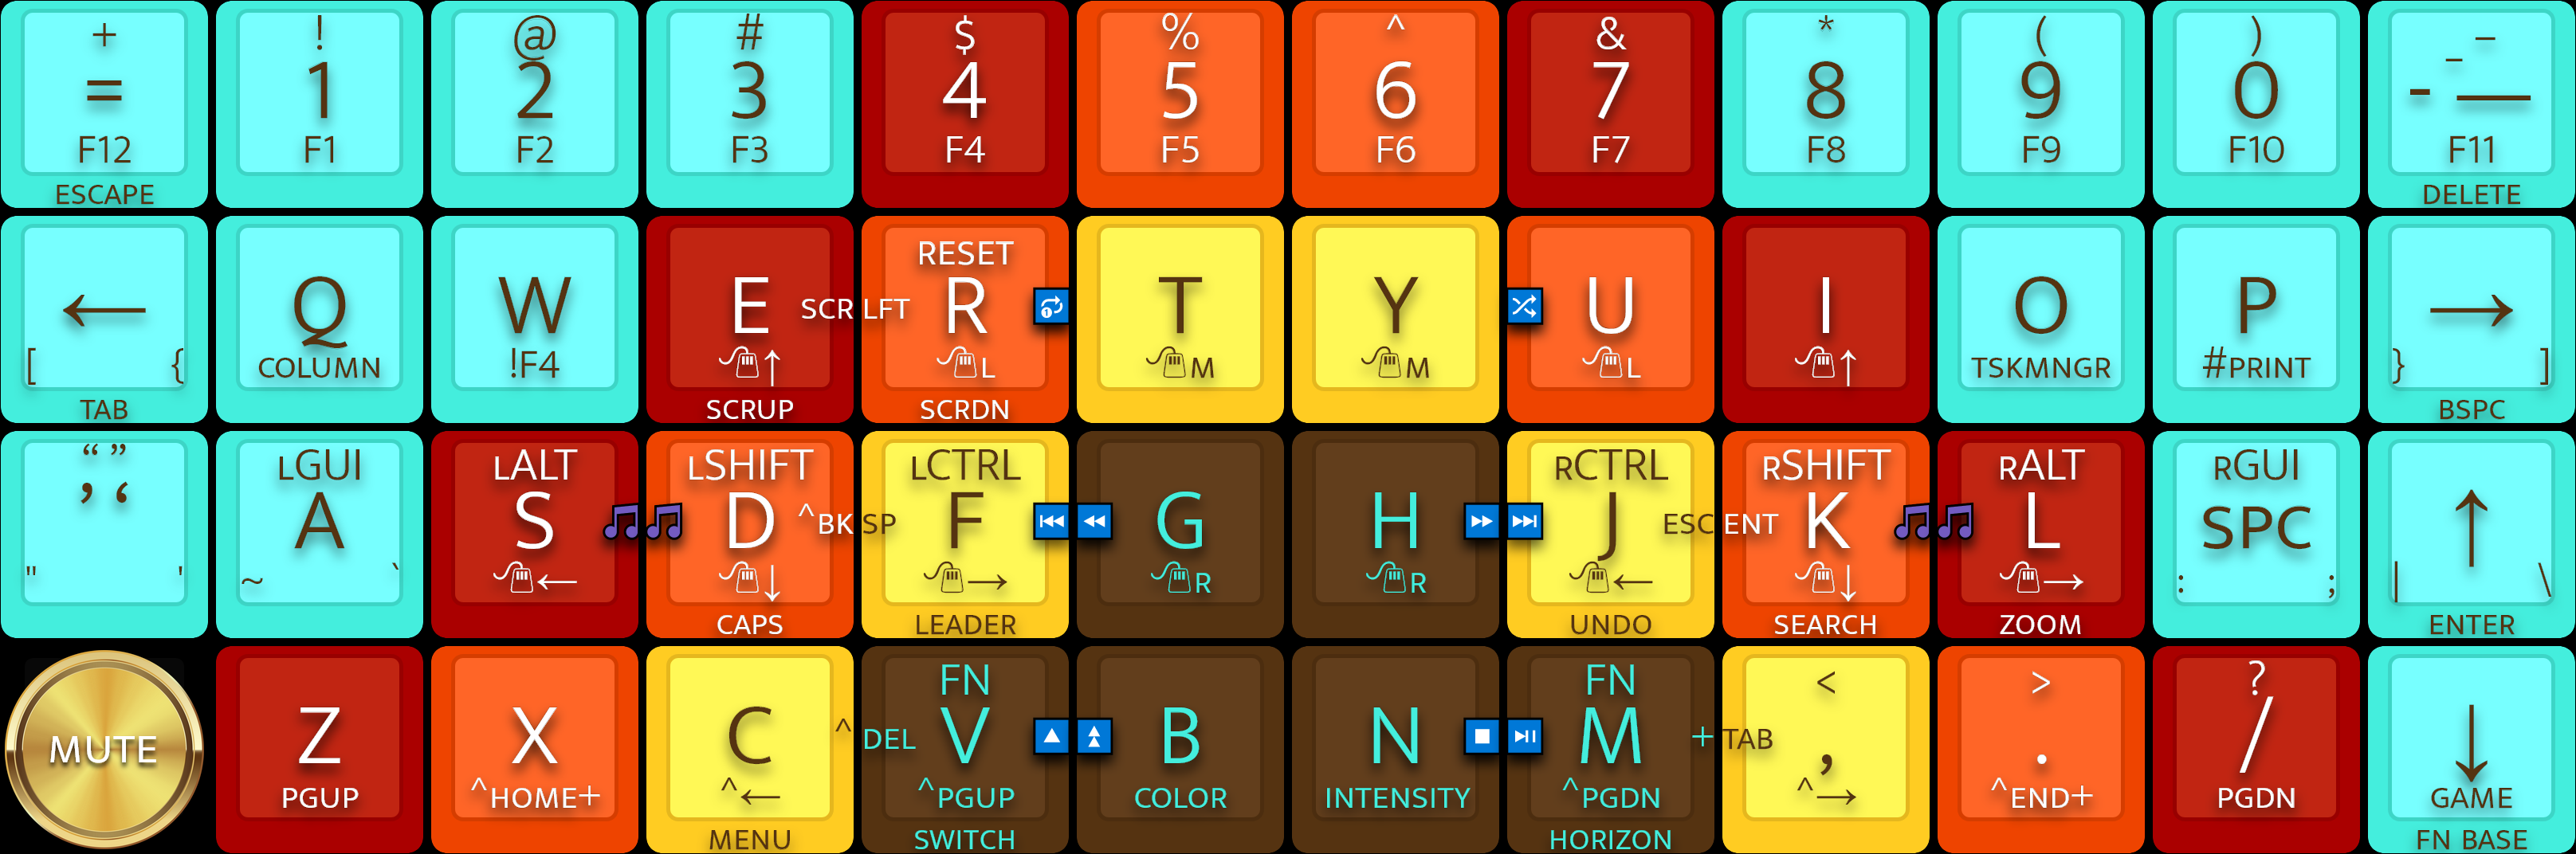 + ! @ # $ % ^ & * ( ) _ –
= 1 2 3 4 5 6 7 8 9 0 - —
F12 F1 F2 F3 F4 F5 F6 F7 F8 F9 F10 F11
ESCAPE DELETE
RESET
← Q W E SCR LFT R T Y U I O P →
[ { COLUMN !F4 ↑ L M M L ↑ TSKMNGR #PRINT } ]
TAB SCRUP SCRDN BSPC
“ ” LGUI LALT LSHIFT LCTRL RCTRL RSHIFT RALT RGUI
’ ‘ A S D ^BKSP F G H J ESC ENT K L SPC ↑
" ' ~ ` ← ↓ → R R ← ↓ → : ; | \
CAPS LEADER UNDO SEARCH ZOOM ENTER
FN FN < > ?
MUTE Z X C ^ DEL V B N M + TAB , . / ↓
PGUP ^HOME+ ^← ^PGUP COLOR INTENSITY ^PGDN ^→ ^END+ PGDN GAME
MENU SWITCH HORIZON FN BASE